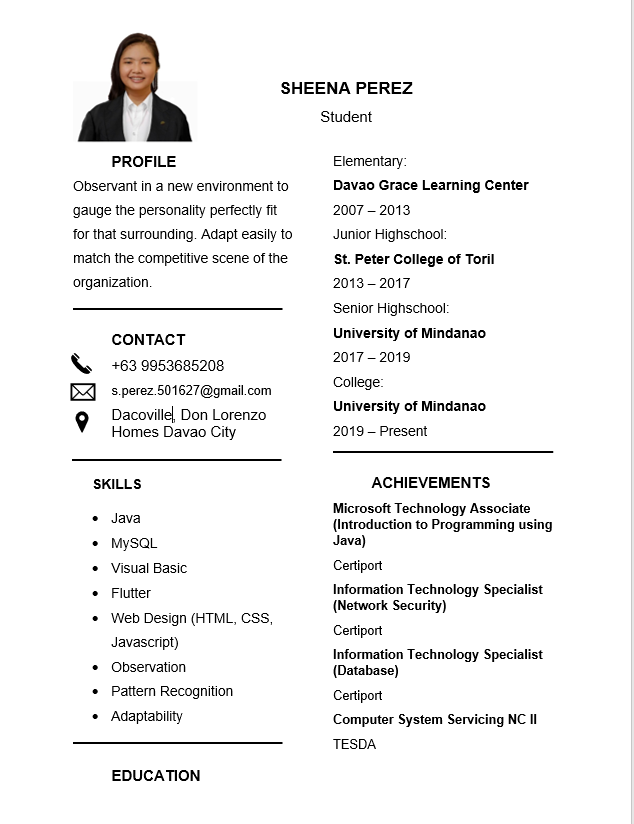 SHEENA PEREZ
Student
PROFILE
Observant in a new environment to
gauge the personality perfectly fit
for that surrounding. Adapt easily to
match the competitive scene of the
organization.
CONTACT
+63 9953685208
s.perez.501627@gmail.com
Dacoville, Don Lorenzo
Homes Davao City
SKILLS
• Java
• MySQL
• Visual Basic
• Flutter
• Web Design (HTML, CSS,
Javascript)
• Observation
• Pattern Recognition
• Adaptability
EDUCATION
Elementary:
Davao Grace Learning Center
2007 – 2013
Junior Highschool:
St. Peter College of Toril
2013 – 2017
Senior Highschool:
University of Mindanao
2017 – 2019
College:
University of Mindanao
2019 – Present
ACHIEVEMENTS
Microsoft Technology Associate
(Introduction to Programming using
Java)
Certiport
Information Technology Specialist
(Network Security)
Certiport
Information Technology Specialist
(Database)
Certiport
Computer System Servicing NC II
TESDA